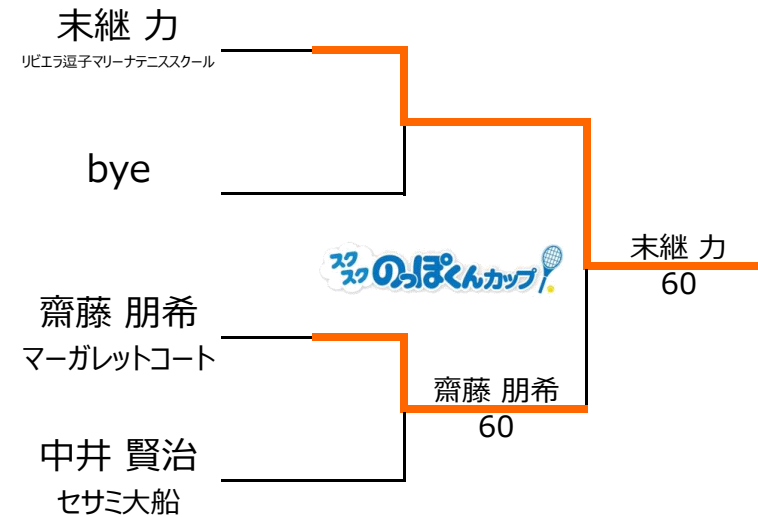 末継 力
リビエラ逗子マリーナテニススクール
bye
スクスクのっぽくんカップ!
末継 力
60
齋藤 朋希
マーガレットコート
齋藤 朋希
60
中井 賢治
セサミ大船